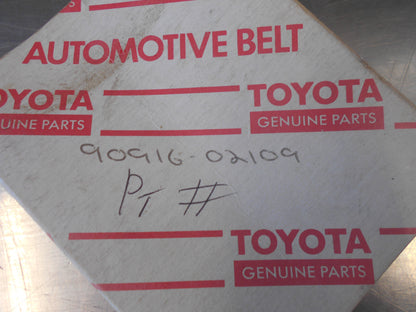 AUTOMOTIVE BELT
TOYOTA
GENUINE PARTS
TOYOTA
GENUINE PARTS
90916-02109
PT #
TOYOTA
GENUINE PARTS